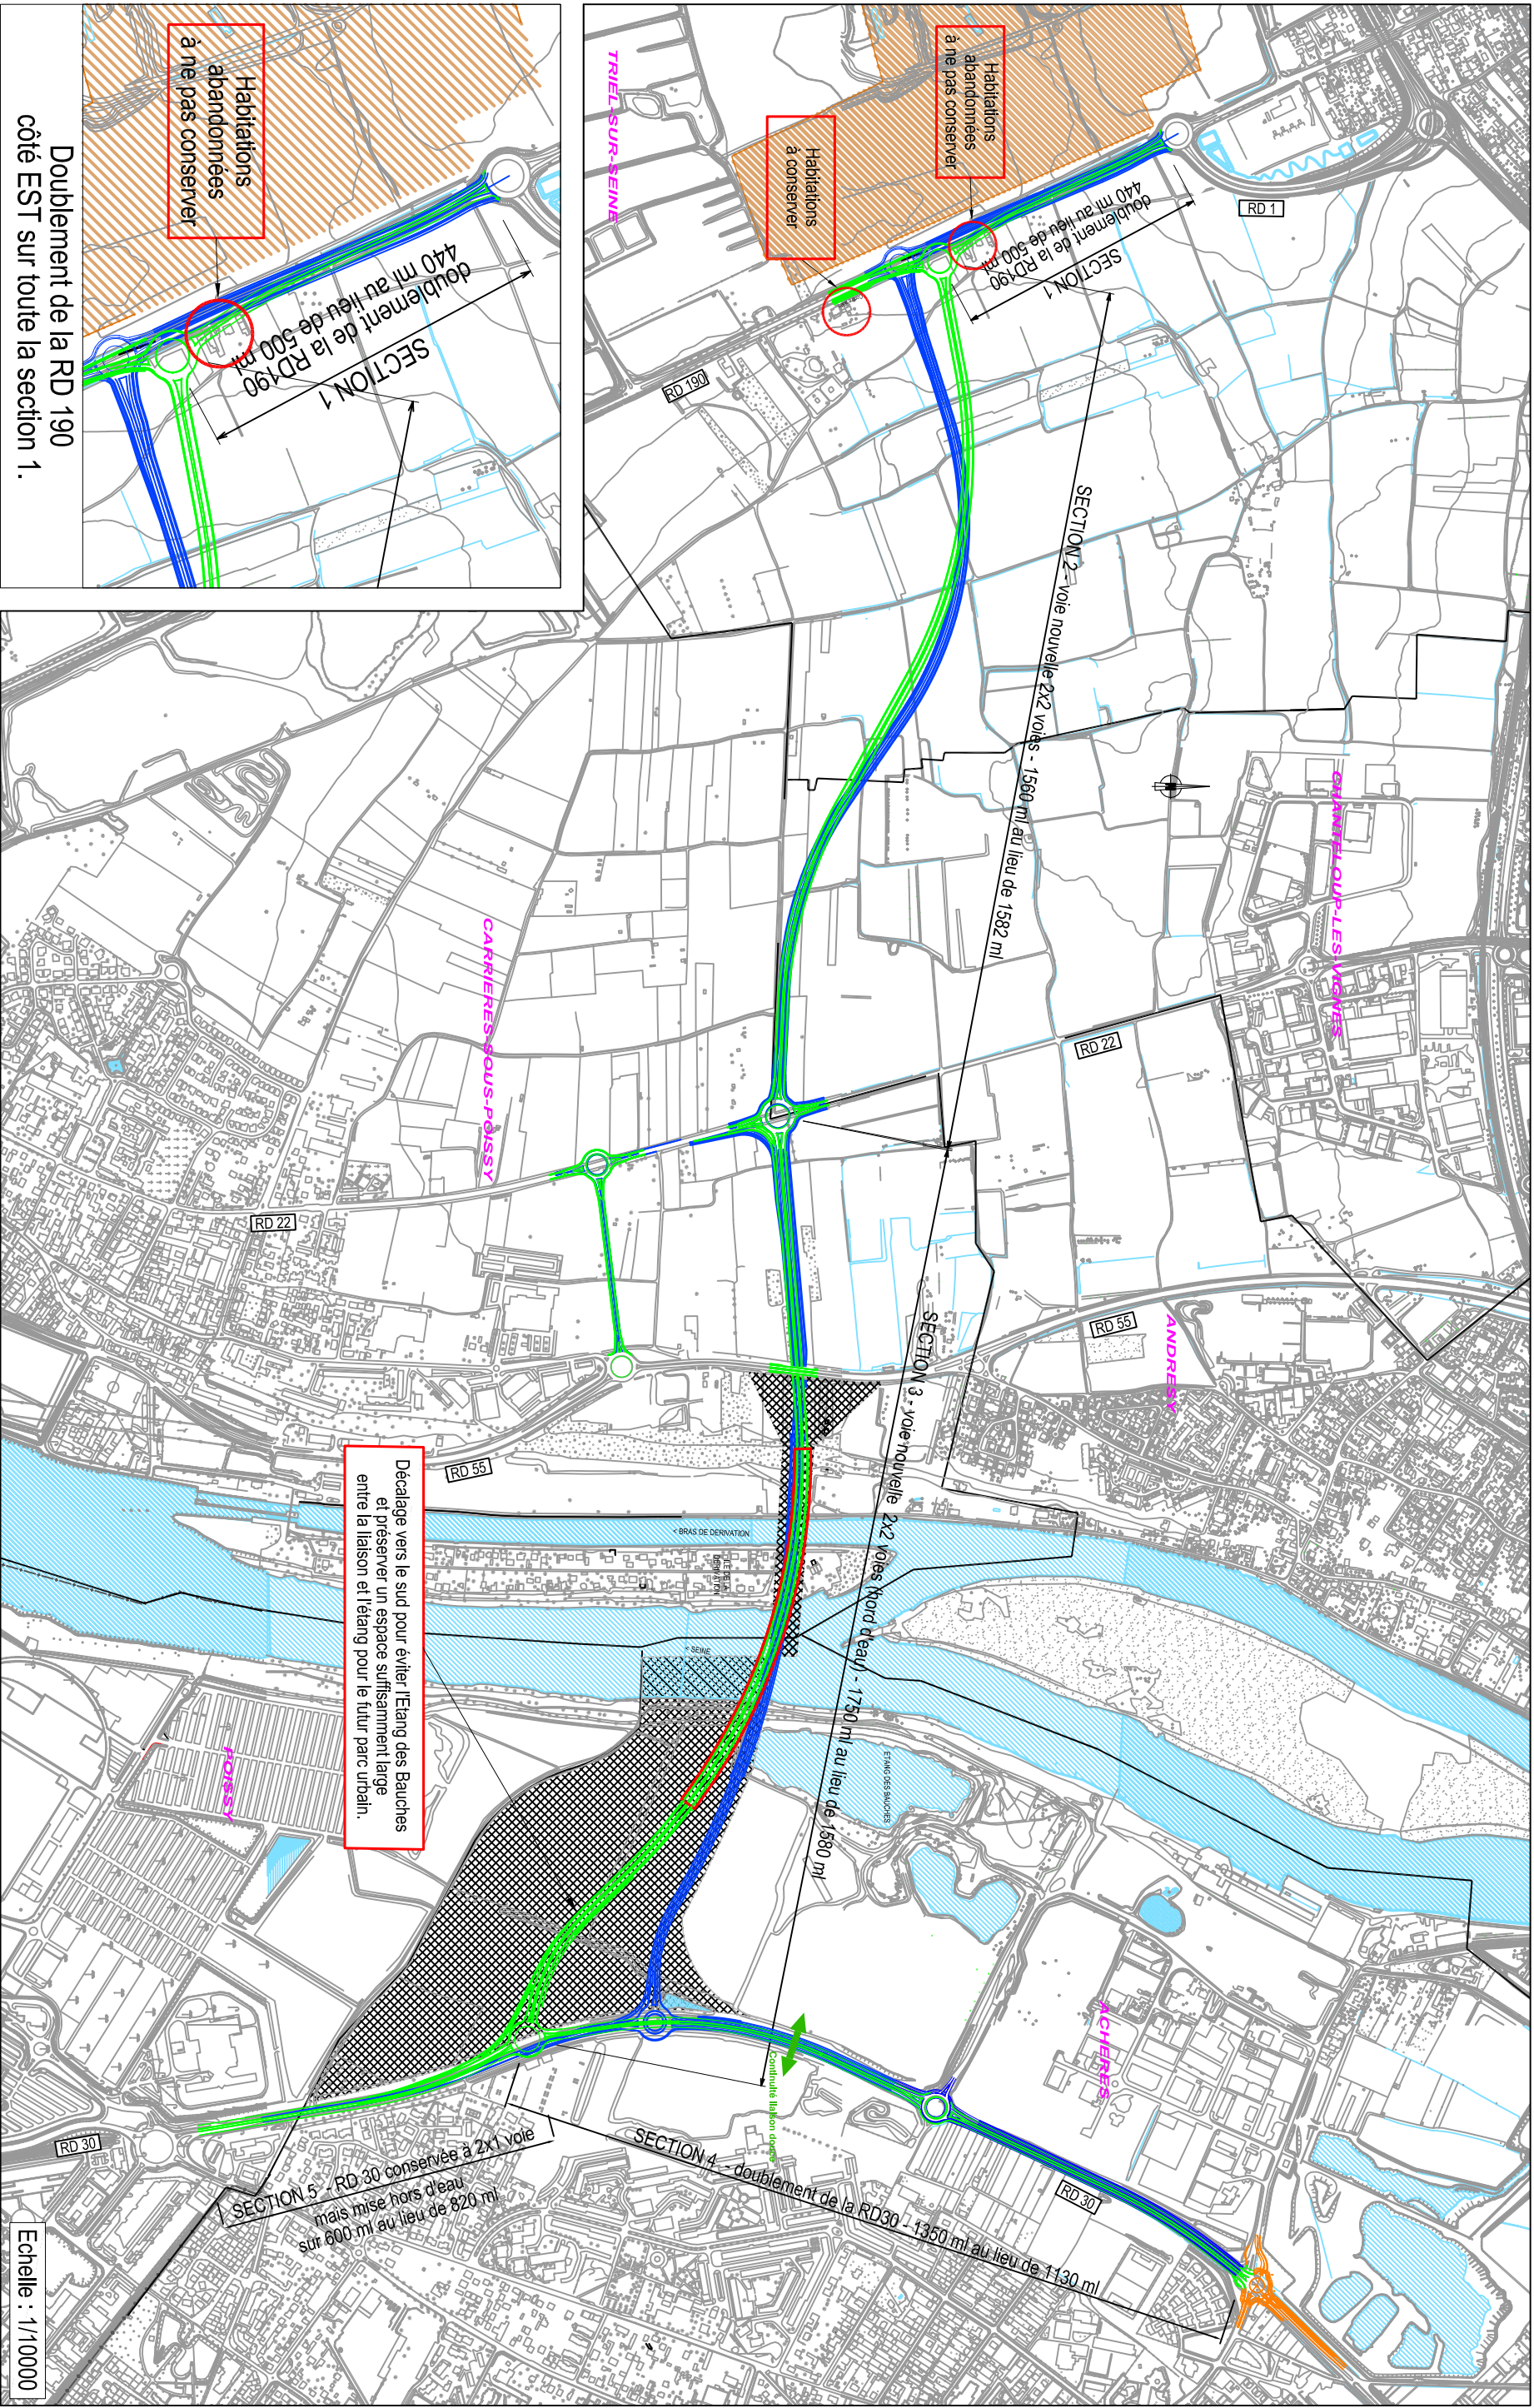 TRIEL-SUR-SEINE
CHANTELOUP-LES-VIGNES
CARRIERES-SOUS-POISSY
ANDRESY
ACHERES
POISSY
Habitations
abandonnées
à ne pas conserver
Habitations
à conserver
RD 1
SECTION 1
doublement de la RD190
440 ml au lieu de 500 ml
RD 190
SECTION 2 - voie nouvelle 2x2 voies - 1560 ml au lieu de 1582 ml
RD 22
RD 22
RD 55
RD 55
SECTION 3 - voie nouvelle 2x2 voies (hord d'eau) - 1750 ml au lieu de 1580 ml
< BRAS DE DERIVATION
ILE DE LA
DERIVATION
< SEINE
ETANG DES BAUCHES
Décalage vers le sud pour éviter l'Etang des Bauches
et préserver un espace suffisamment large
entre la liaison et l'étang pour le futur parc urbain.
Continuité liaison douce
SECTION 4 - doublement de la RD30 - 1350 ml au lieu de 1130 ml
RD 30
SECTION 5 - RD 30 conservée à 2x1 voie
mais mise hors d'eau
sur 600 ml au lieu de 820 ml
RD 30
Habitations
abandonnées
à ne pas conserver
SECTION 1
doublement de la RD190
440 ml au lieu de 500 ml
Doublement de la RD 190
côté EST sur toute la section 1.
Echelle : 1/10000